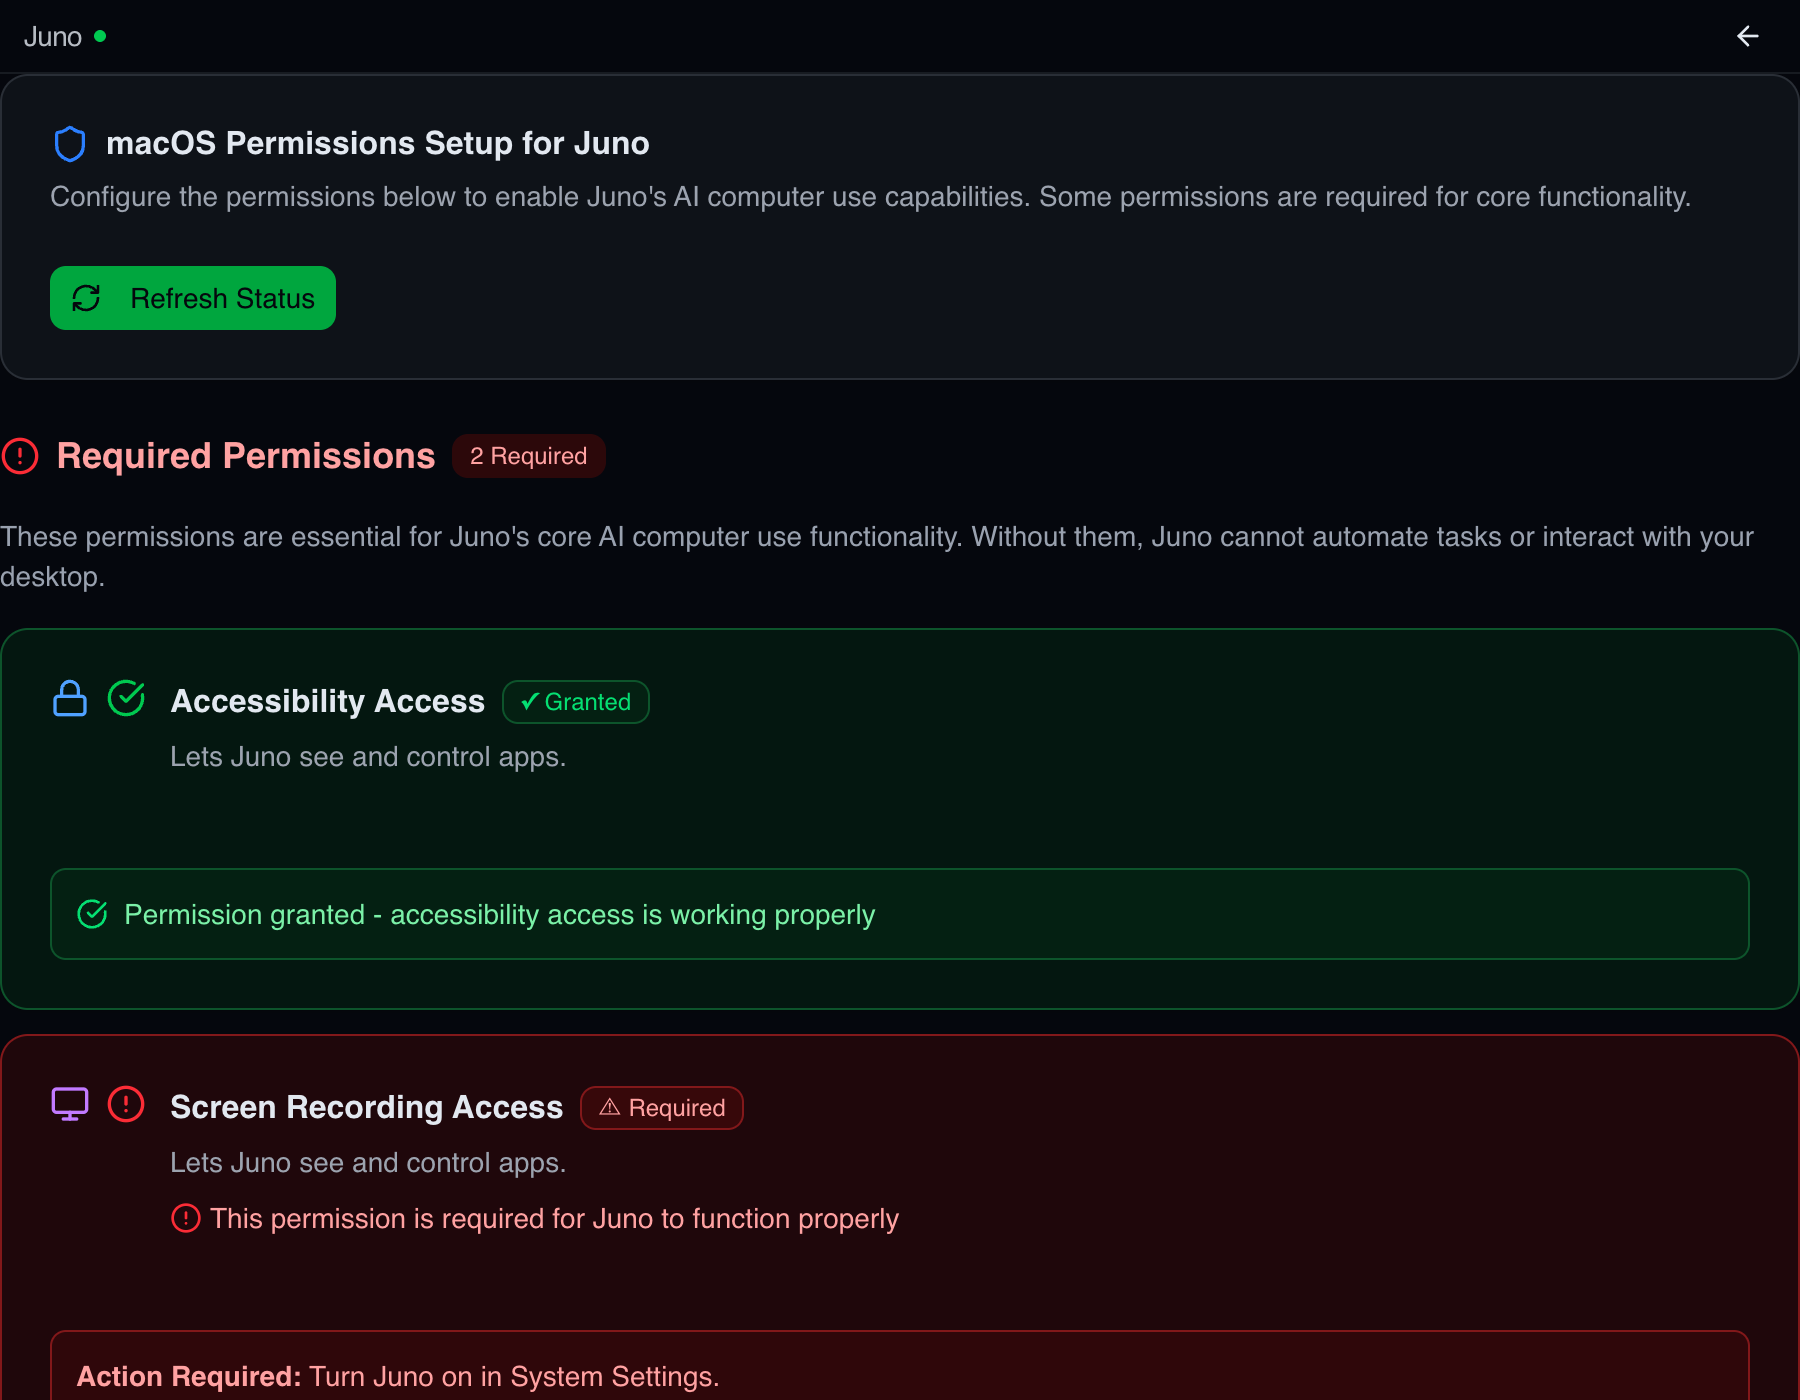 Juno
macOS Permissions Setup for Juno
Configure the permissions below to enable Juno's AI computer use capabilities. Some permissions are required for core functionality.
Refresh Status
Required Permissions 2 Required
These permissions are essential for Juno's core AI computer use functionality. Without them, Juno cannot automate tasks or interact with your
desktop.
Accessibility Access ✓ Granted
Lets Juno see and control apps.
Permission granted - accessibility access is working properly
Screen Recording Access ⚠ Required
Lets Juno see and control apps.
This permission is required for Juno to function properly
Action Required: Turn Juno on in System Settings.